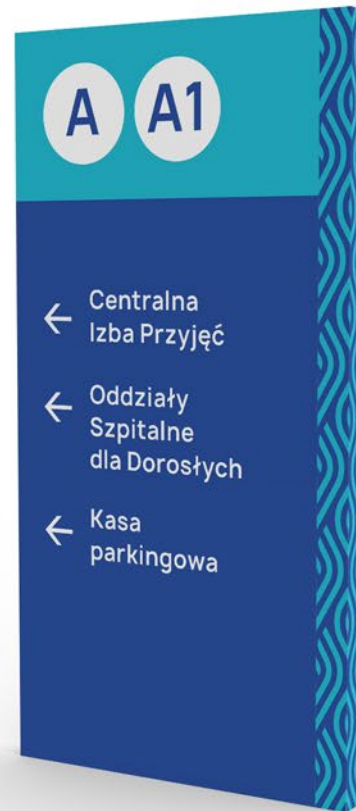 A A1
← Centralna
Izba Przyjęć
← Oddziały
Szpitalne
dla Dorosłych
← Kasa
parkingowa